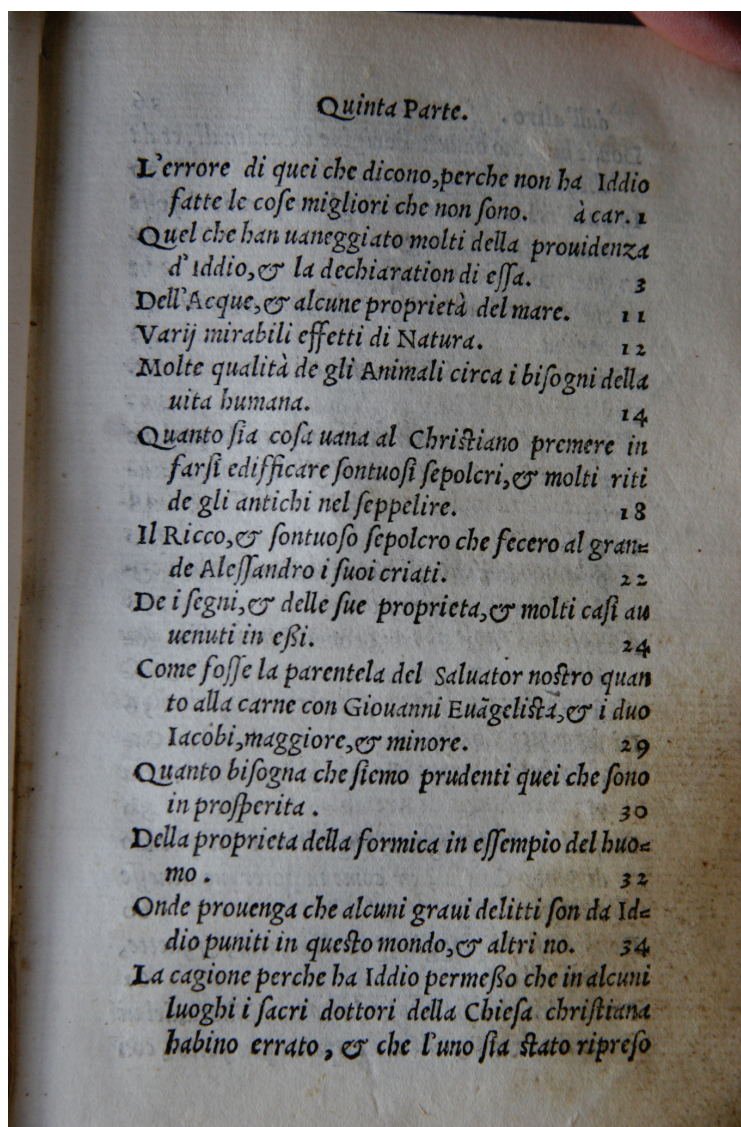 Quinta Parte.
L'errore di quei che dicono, perche non ha Iddio
fatte le coſe migliori che non ſono. à car. 1
Quel che han uaneggiato molti della prouidenza
d'Iddio, & la dechiaration di eſſa. 3
Dell'Acque, & alcune proprietà del mare. 11
Varij mirabili effetti di Natura. 12
Molte qualità de gli Animali circa i biſogni della
uita humana. 14
Quanto ſia coſa uana al Chriſtiano premere in
farſi edifficare ſontuoſi ſepolcri, & molti riti
de gli antichi nel ſeppelire. 18
Il Ricco, & ſontuoſo ſepolcro che fecero al gran=
de Aleſſandro i ſuoi criati. 22
De i ſegni, & delle ſue proprieta, & molti caſi au
uenuti in eßi. 24
Come foſſe la parentela del Saluator noſtro quan
to alla carne con Giouanni Euãgeliſta, & i duo
Iacobi, maggiore, & minore. 29
Quanto biſogna che ſiemo prudenti quei che ſono
in proſperita. 30
Della proprieta della formica in eſſempio del huo=
mo. 32
Onde prouenga che alcuni graui delitti ſon da Id=
dio puniti in queſto mondo, & altri no. 34
La cagione perche ha Iddio permeßo che in alcuni
luoghi i ſacri dottori della Chieſa chriſtiana
habino errato, & che l'uno ſia ſtato ripreſo